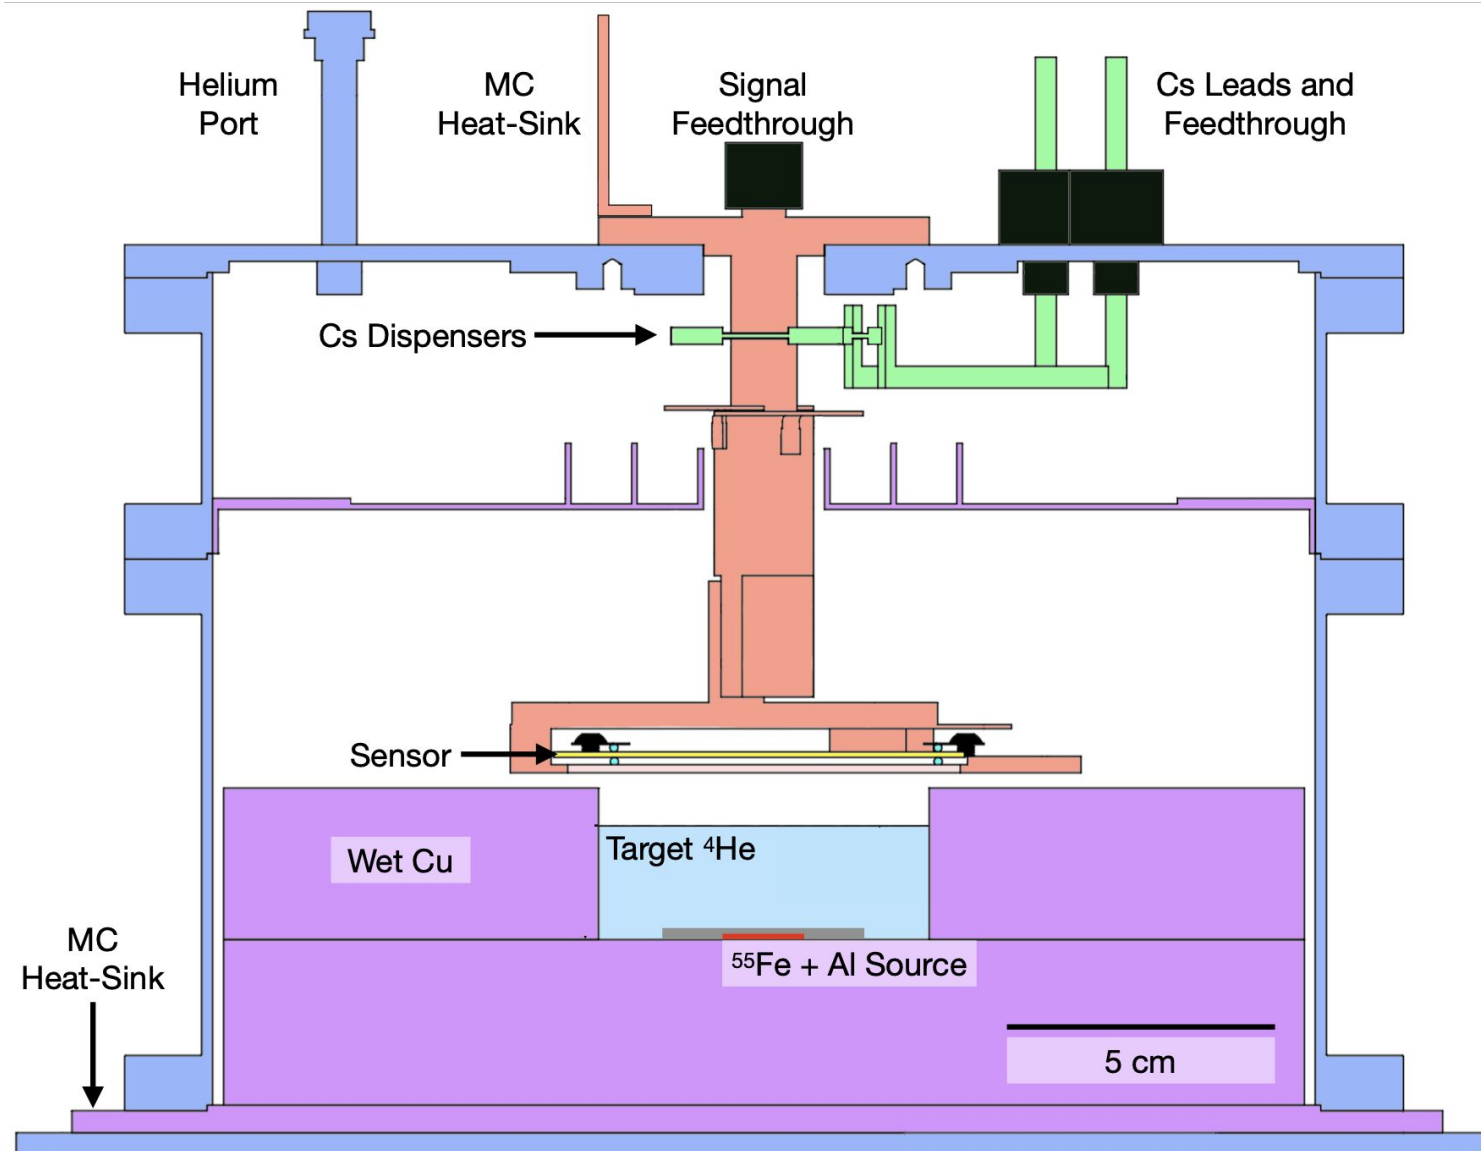 Helium
Port
MC
Heat-Sink
Signal
Feedthrough
Cs Leads and
Feedthrough
Cs Dispensers
Sensor
Wet Cu
Target ⁴He
⁵⁵Fe + Al Source
MC
Heat-Sink
5 cm